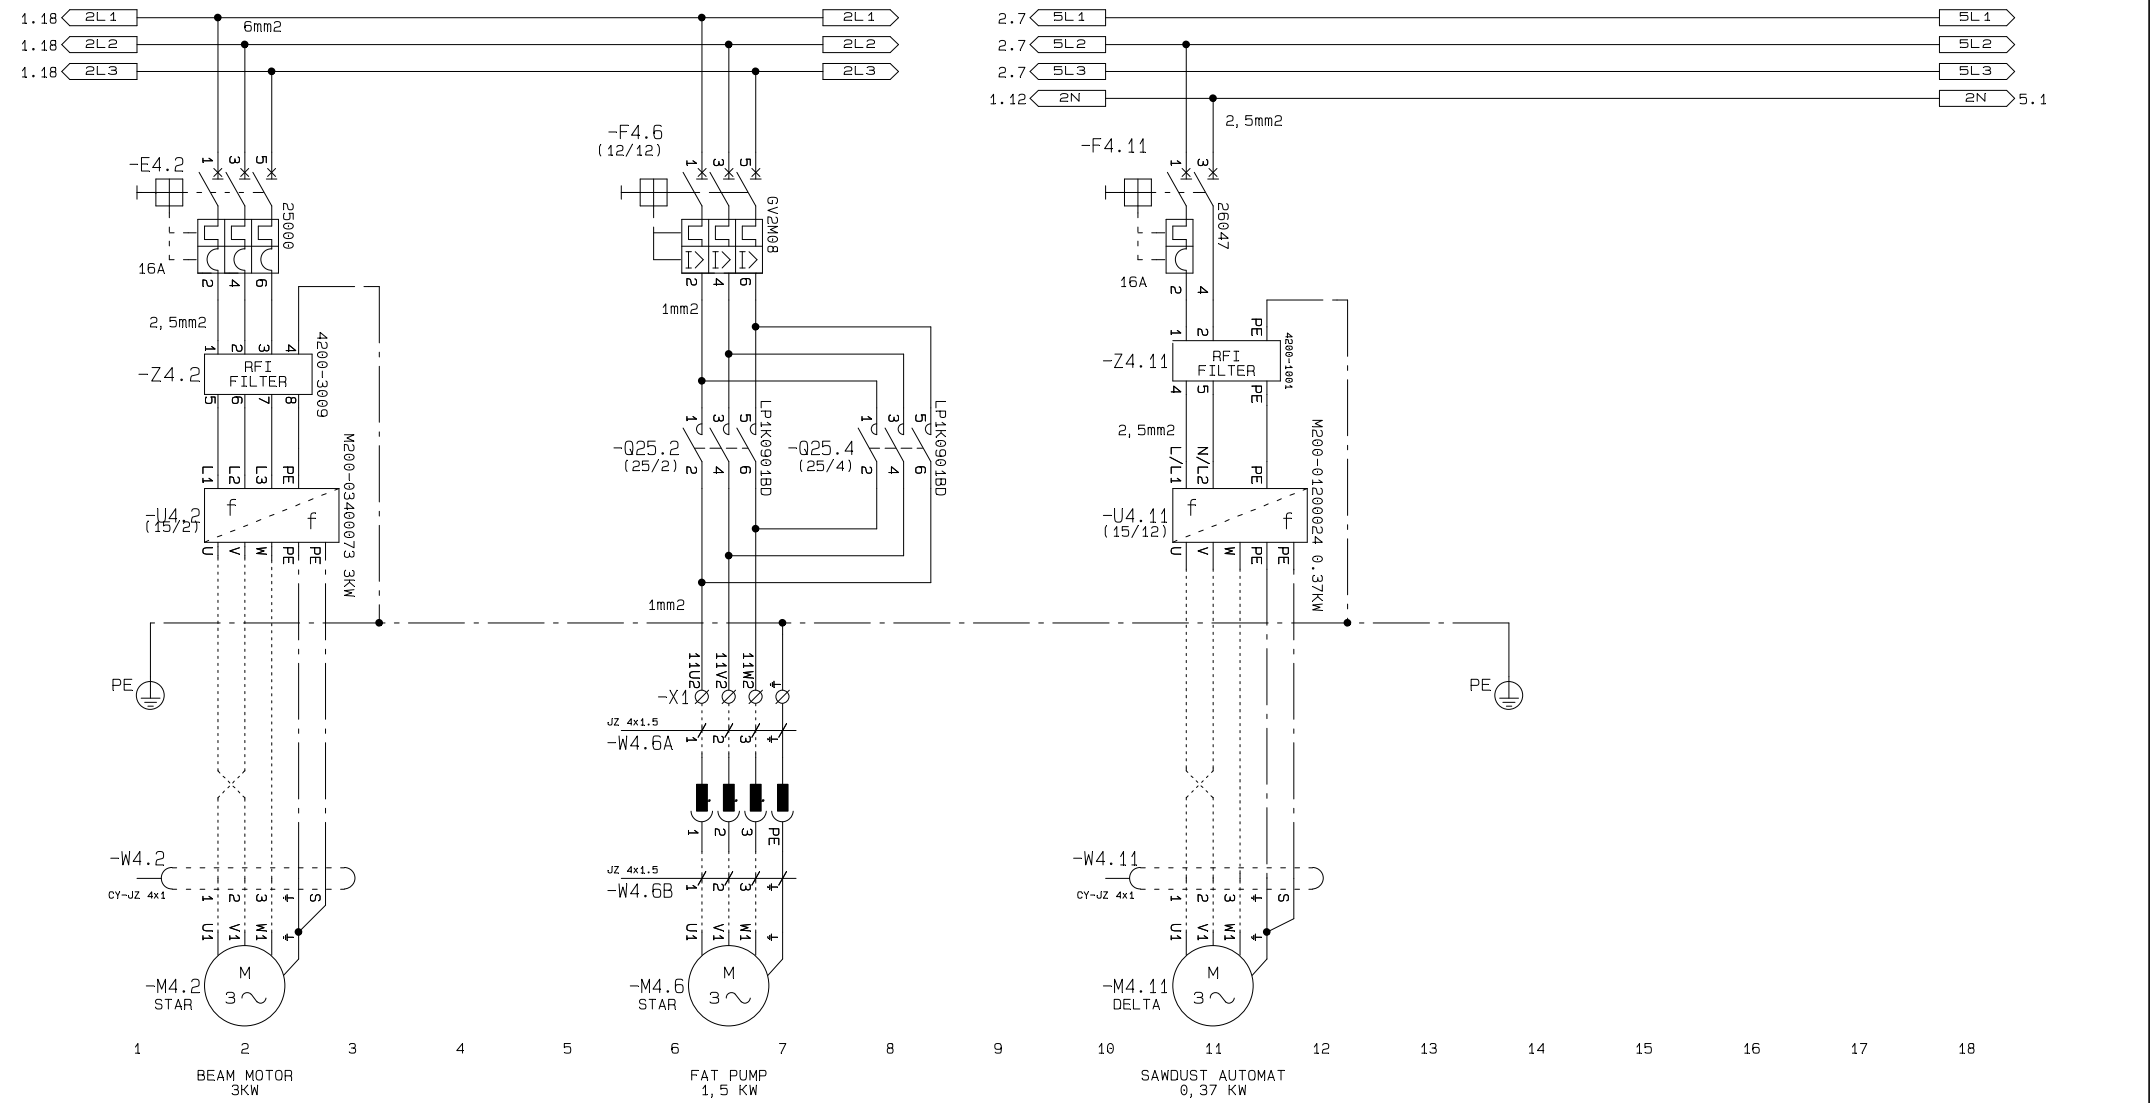 1.18 2L1 2L1 2.7 5L1 5L1
6mm2
1.18 2L2 2L2 2.7 5L2 5L2
1.18 2L3 2L3 2.7 5L3 5L3
1.12 2N 2N 5.1
2,5mm2
-E4.2
1 3 5
25000
16A
2 4 6
2,5mm2
1 2 3 4
-Z4.2
RFI
FILTER
4200-3009
5 6 7 8
M200-03400073 3KW
L1 L2 L3 PE
-U4.2
(15/2)
f
f
U V W PE PE
PE
-W4.2
CY-JZ 4x1
1 2 3 S
U1 V1 W1
-M4.2
STAR
M
3
-F4.6
(12/12)
1 3 5
GV2M08
I> I> I>
2 4 6
1mm2
LP1K0901BD
LP1K0901BD
1 3 5
1 3 5
-Q25.2
(25/2)
-Q25.4
(25/4)
2 4 6
2 4 6
1mm2
11U2 11V2 11W2
-X1
JZ 4x1.5
-W4.6A
1 2 3
1 2 3 PE
JZ 4x1.5
-W4.6B
1 2 3
U1 V1 W1
-M4.6
STAR
M
3
-F4.11
1 3
26047
16A
2 4
1 2 PE
-Z4.11
RFI
FILTER
4200-1001
4 5 PE
2,5mm2
M200-01200024 0.37KW
L/L1 N/L2 PE
-U4.11
(15/12)
f
f
U V W PE PE
PE
-W4.11
CY-JZ 4x1
1 2 3 S
U1 V1 W1
-M4.11
DELTA
M
3
1 2 3 4 5 6 7 8 9 10 11 12 13 14 15 16 17 18
BEAM MOTOR
3KW
FAT PUMP
1,5 KW
SAWDUST AUTOMAT
0,37 KW